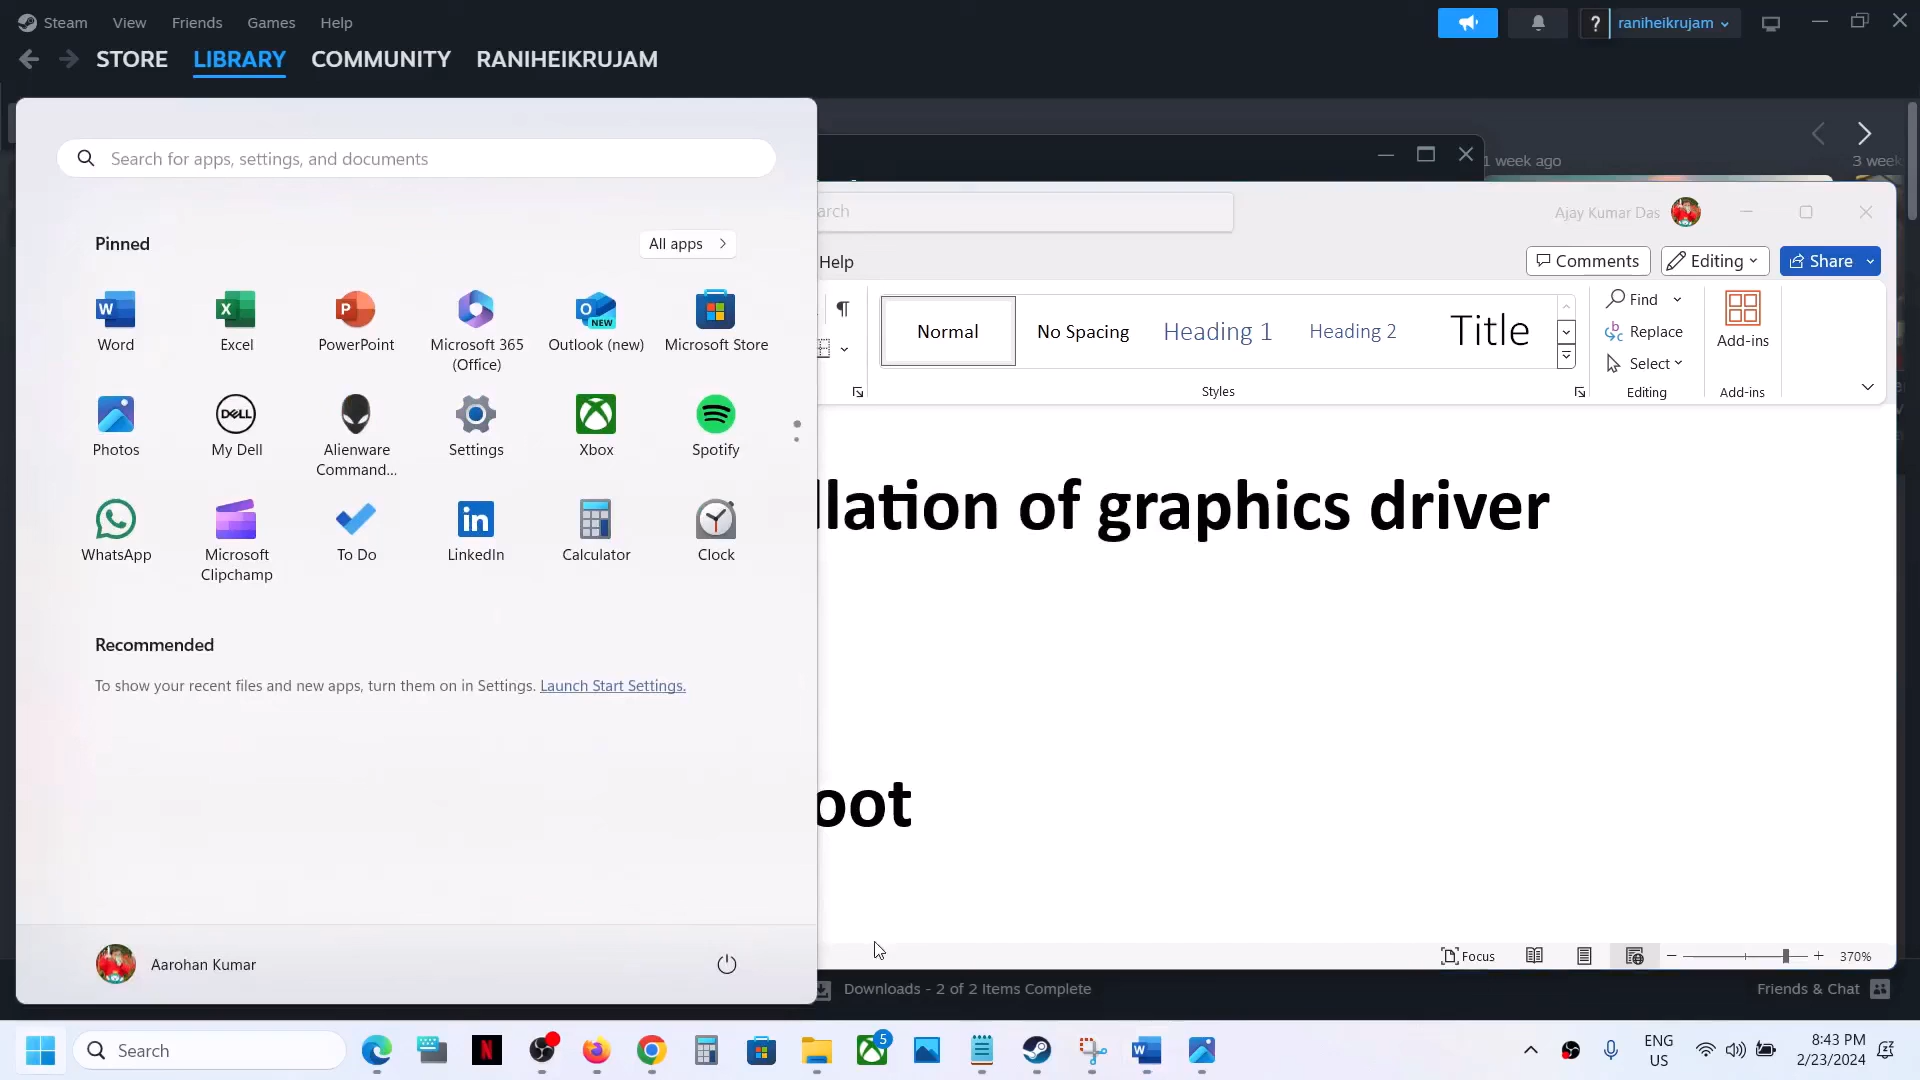 Steam View Friends Games Help
raniheikrujam
STORE LIBRARY COMMUNITY RANIHEIKRUJAM
1 week ago
3 week
Search for apps, settings, and documents
arch
Ajay Kumar Das
Pinned
All apps
Help
Comments
Editing
Share
Word
Excel
PowerPoint
Microsoft 365
(Office)
Outlook (new)
NEW
Microsoft Store
Normal
No Spacing
Heading 1
Heading 2
Title
Find
Replace
Select
Add-ins
Styles
Editing
Add-ins
DELL
Photos
My Dell
Alienware
Command...
Settings
Xbox
Spotify
WhatsApp
Microsoft
Clipchamp
To Do
LinkedIn
Calculator
Clock
llation of graphics driver
Recommended
To show your recent files and new apps, turn them on in Settings. Launch Start Settings.
oot
Aarohan Kumar
Focus
370%
Downloads - 2 of 2 Items Complete
Friends & Chat
Search
5
ENG
US
8:43 PM
2/23/2024